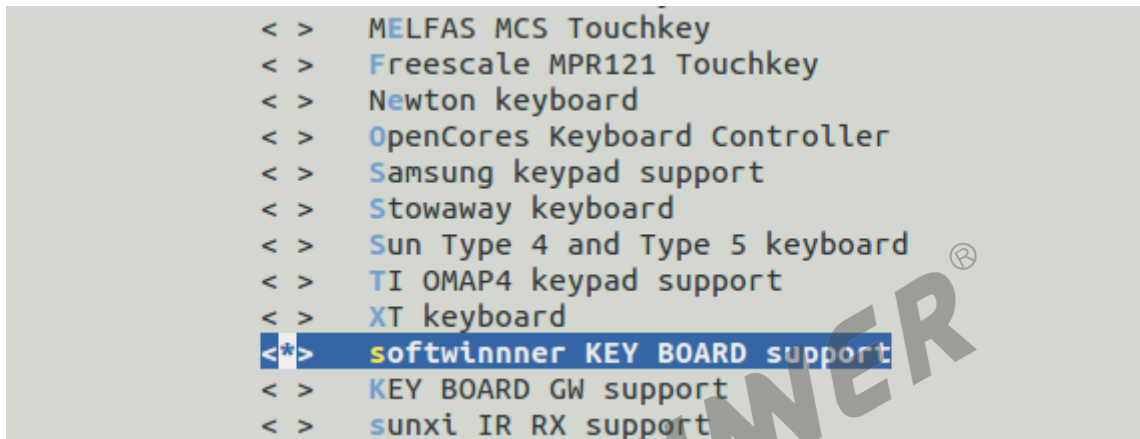 < > MELFAS MCS Touchkey
< > Freescale MPR121 Touchkey
< > Newton keyboard
< > OpenCores Keyboard Controller
< > Samsung keypad support
< > Stowaway keyboard
< > Sun Type 4 and Type 5 keyboard
< > TI OMAP4 keypad support
< > XT keyboard
<*> softwinnner KEY BOARD support
< > KEY BOARD GW support
< > sunxi IR RX support